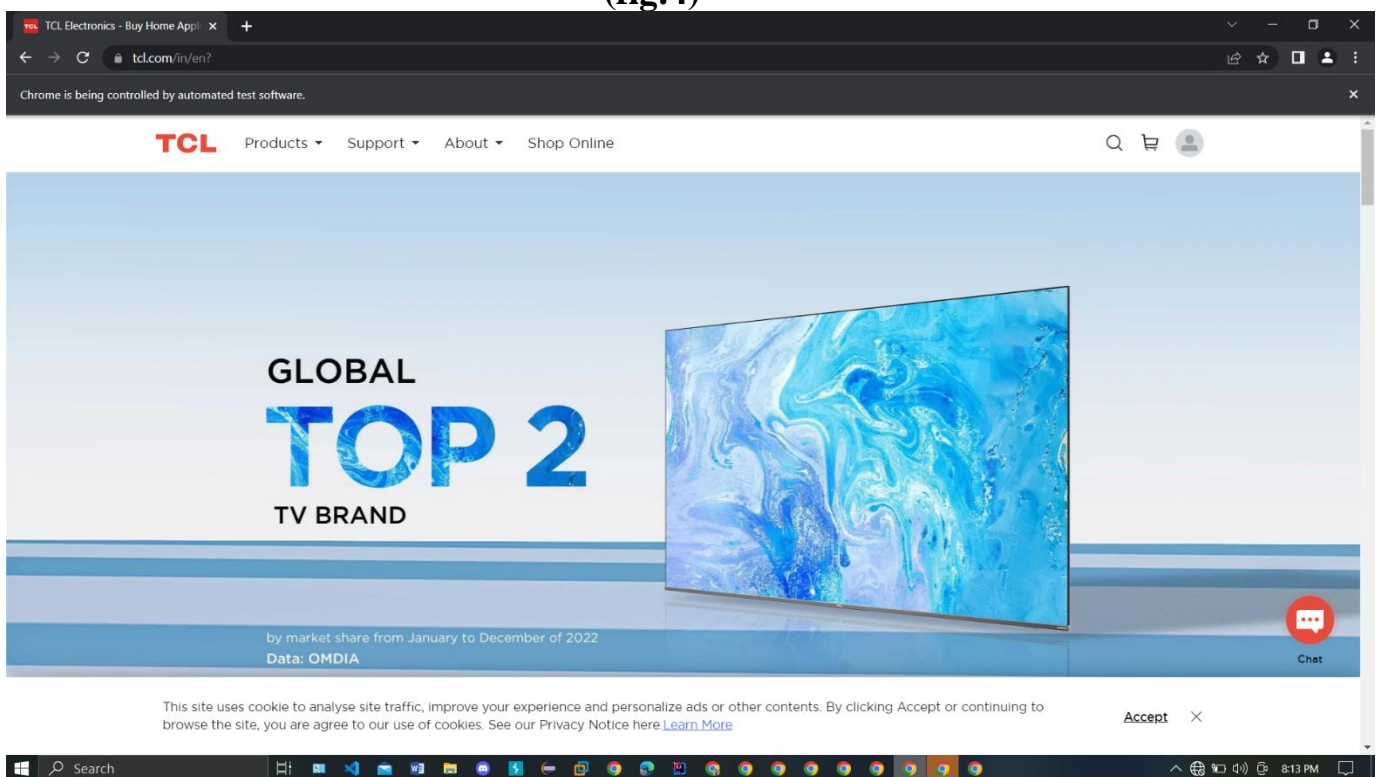 (fig.4)
TCL Electronics - Buy Home Appl
tcl.com/in/en?
Chrome is being controlled by automated test software.
TCL Products Support About Shop Online
GLOBAL
TOP 2
TV BRAND
by market share from January to December of 2022
Data: OMDIA
Chat
This site uses cookie to analyse site traffic, improve your experience and personalize ads or other contents. By clicking Accept or continuing to
browse the site, you are agree to our use of cookies. See our Privacy Notice here.Learn More
Accept
Search
8:13 PM